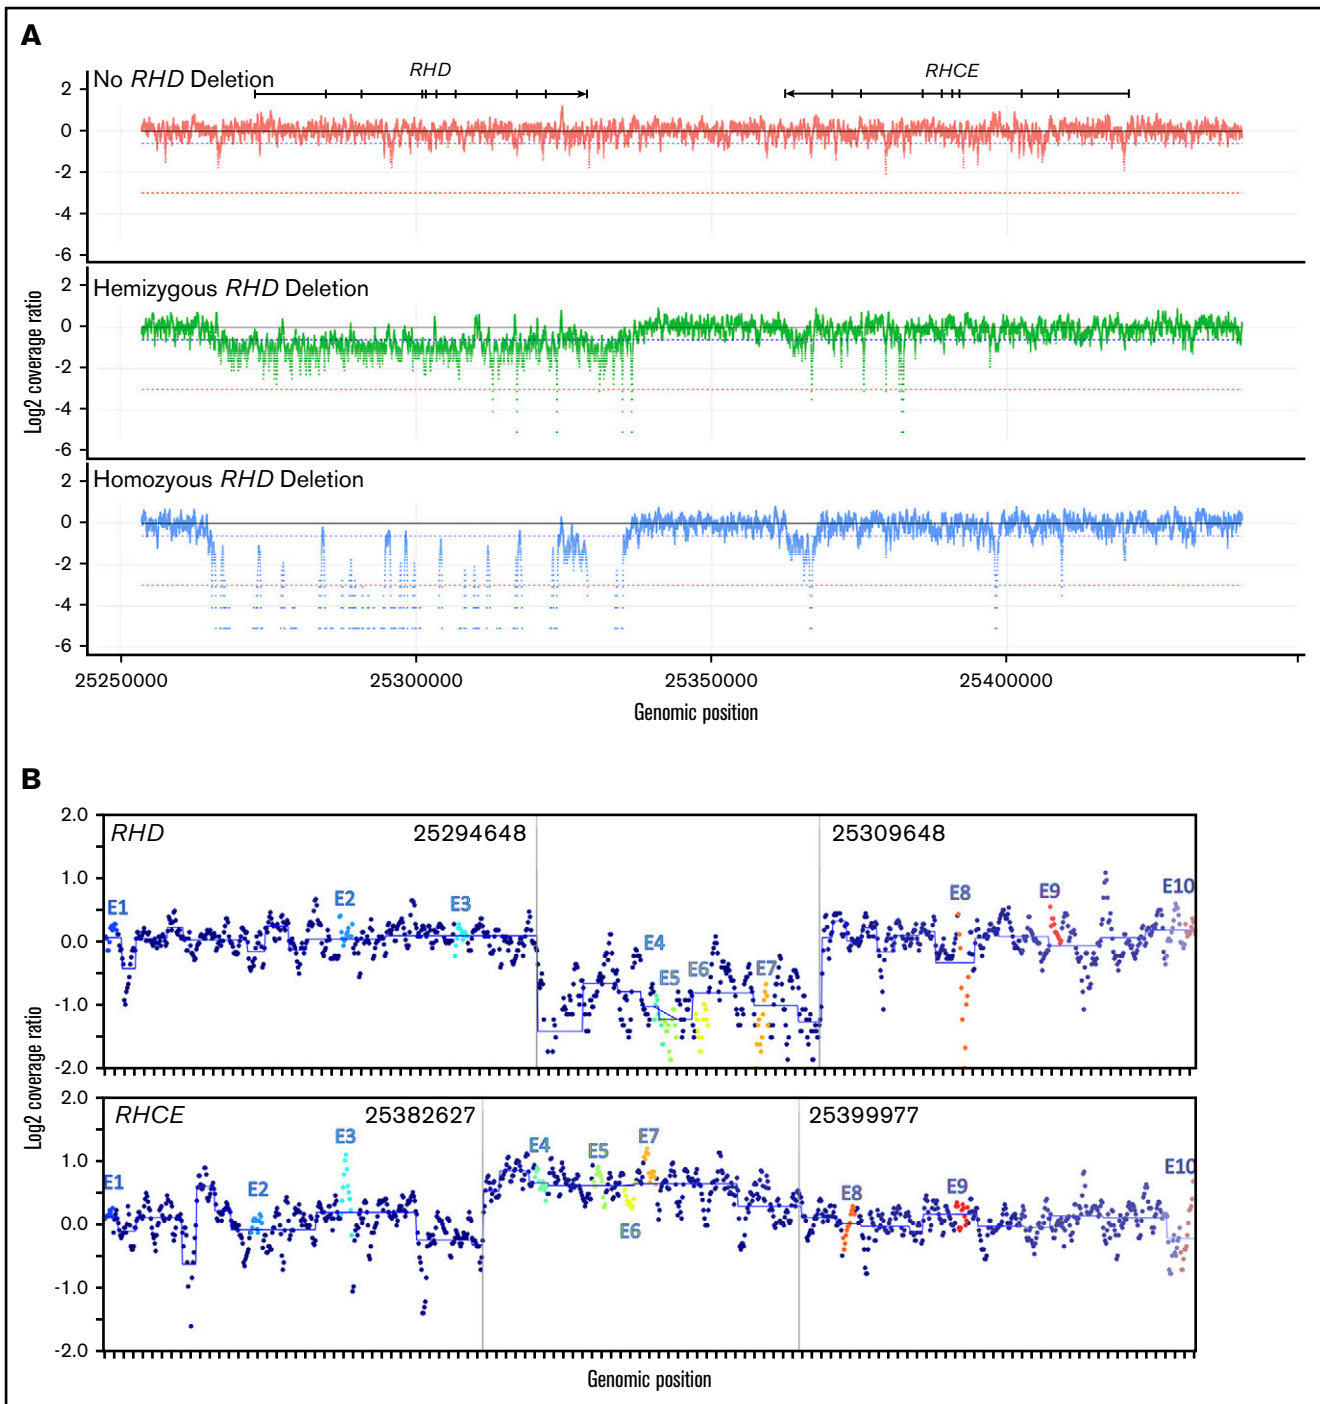 A
No RHD Deletion
RHD
RHCE
2
0
-2
-4
-6
Hemizygous RHD Deletion
2
0
-2
-4
-6
Homozyous RHD Deletion
2
0
-2
-4
-6
Log2 coverage ratio
25250000 25300000 25350000 25400000
Genomic position
B
RHD 25294648 25309648
2.0
1.0
0.0
-1.0
-2.0
E1 E2 E3 E4 E5 E6 E7 E8 E9 E10
RHCE 25382627 25399977
2.0
1.0
0.0
-1.0
-2.0
E1 E2 E3 E4 E5 E6 E7 E8 E9 E10
Log2 coverage ratio
Genomic position